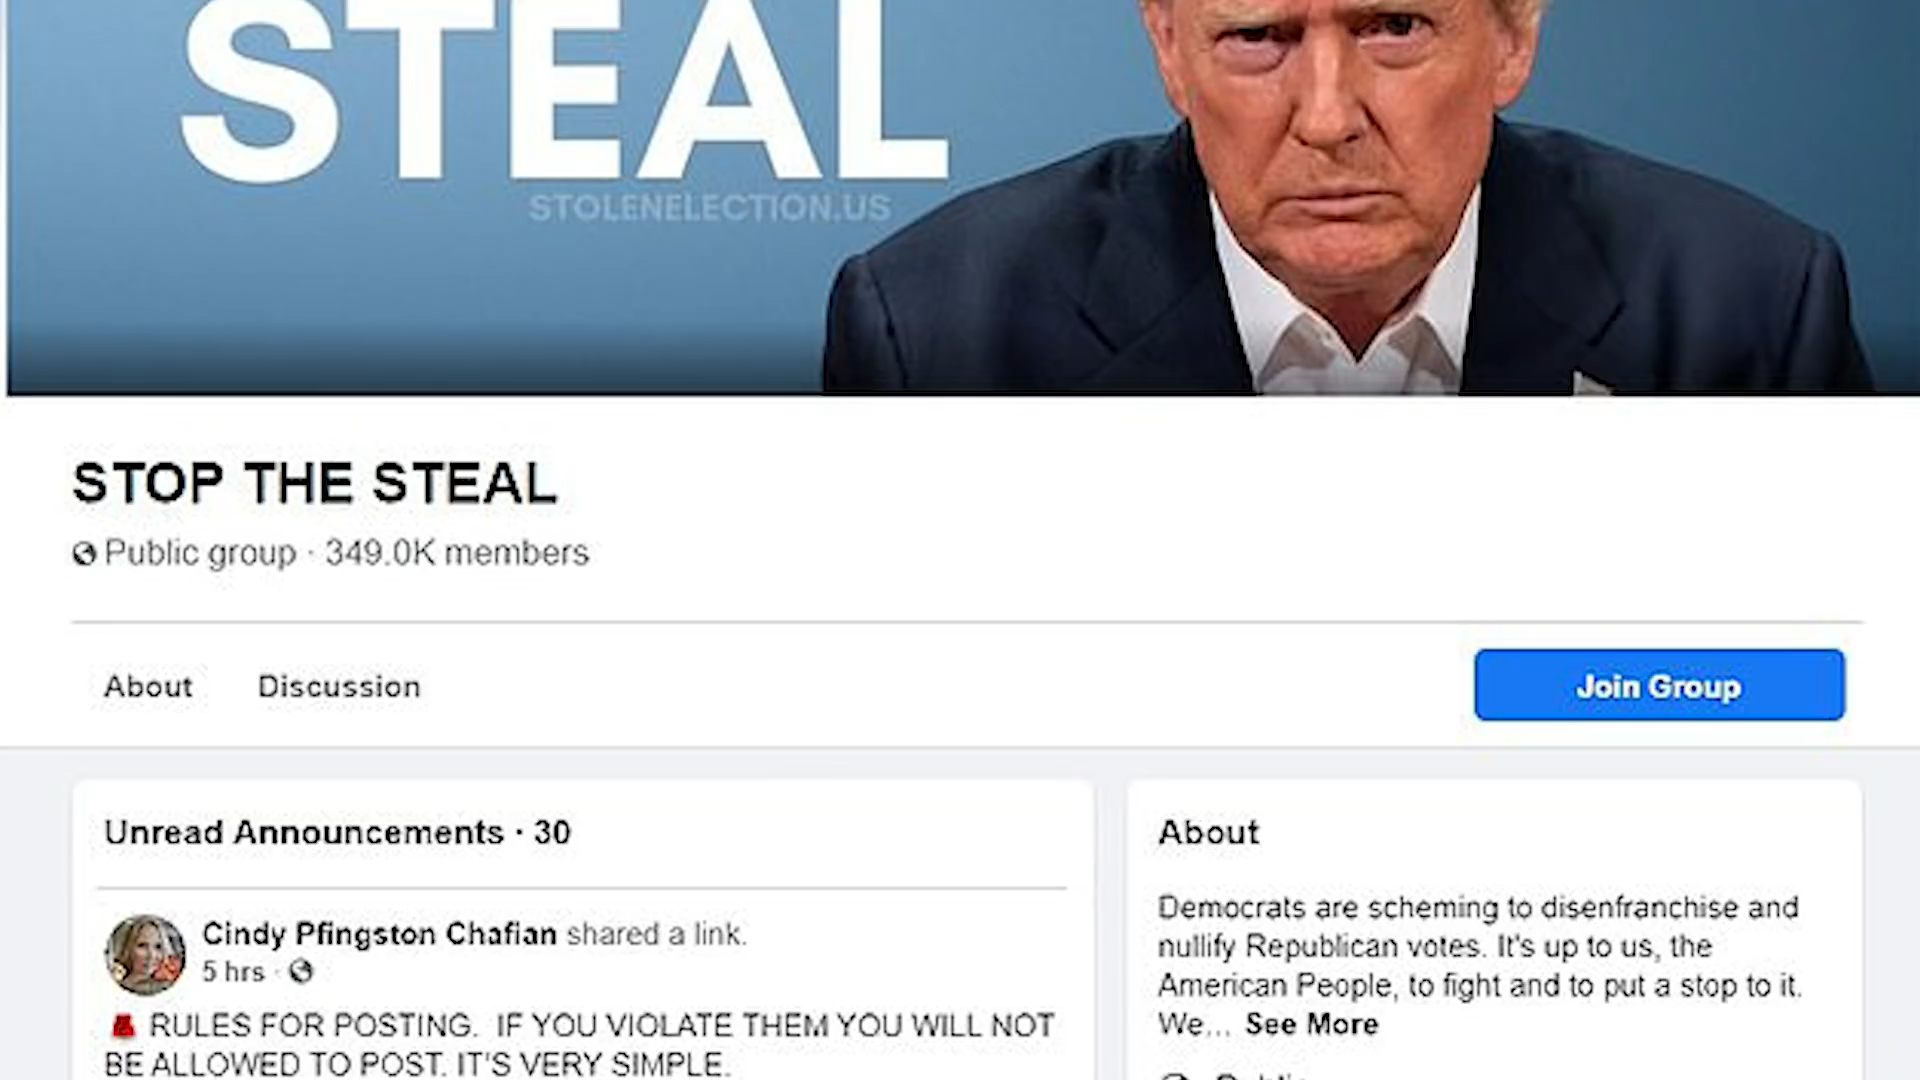 STEAL
STOLENELECTION.US
STOP THE STEAL
Public group · 349.0K members
About Discussion Join Group
Unread Announcements · 30
Cindy Pfingston Chafian shared a link.
5 hrs ·
RULES FOR POSTING. IF YOU VIOLATE THEM YOU WILL NOT
BE ALLOWED TO POST. IT'S VERY SIMPLE.
About
Democrats are scheming to disenfranchise and
nullify Republican votes. It's up to us, the
American People, to fight and to put a stop to it.
We... See More